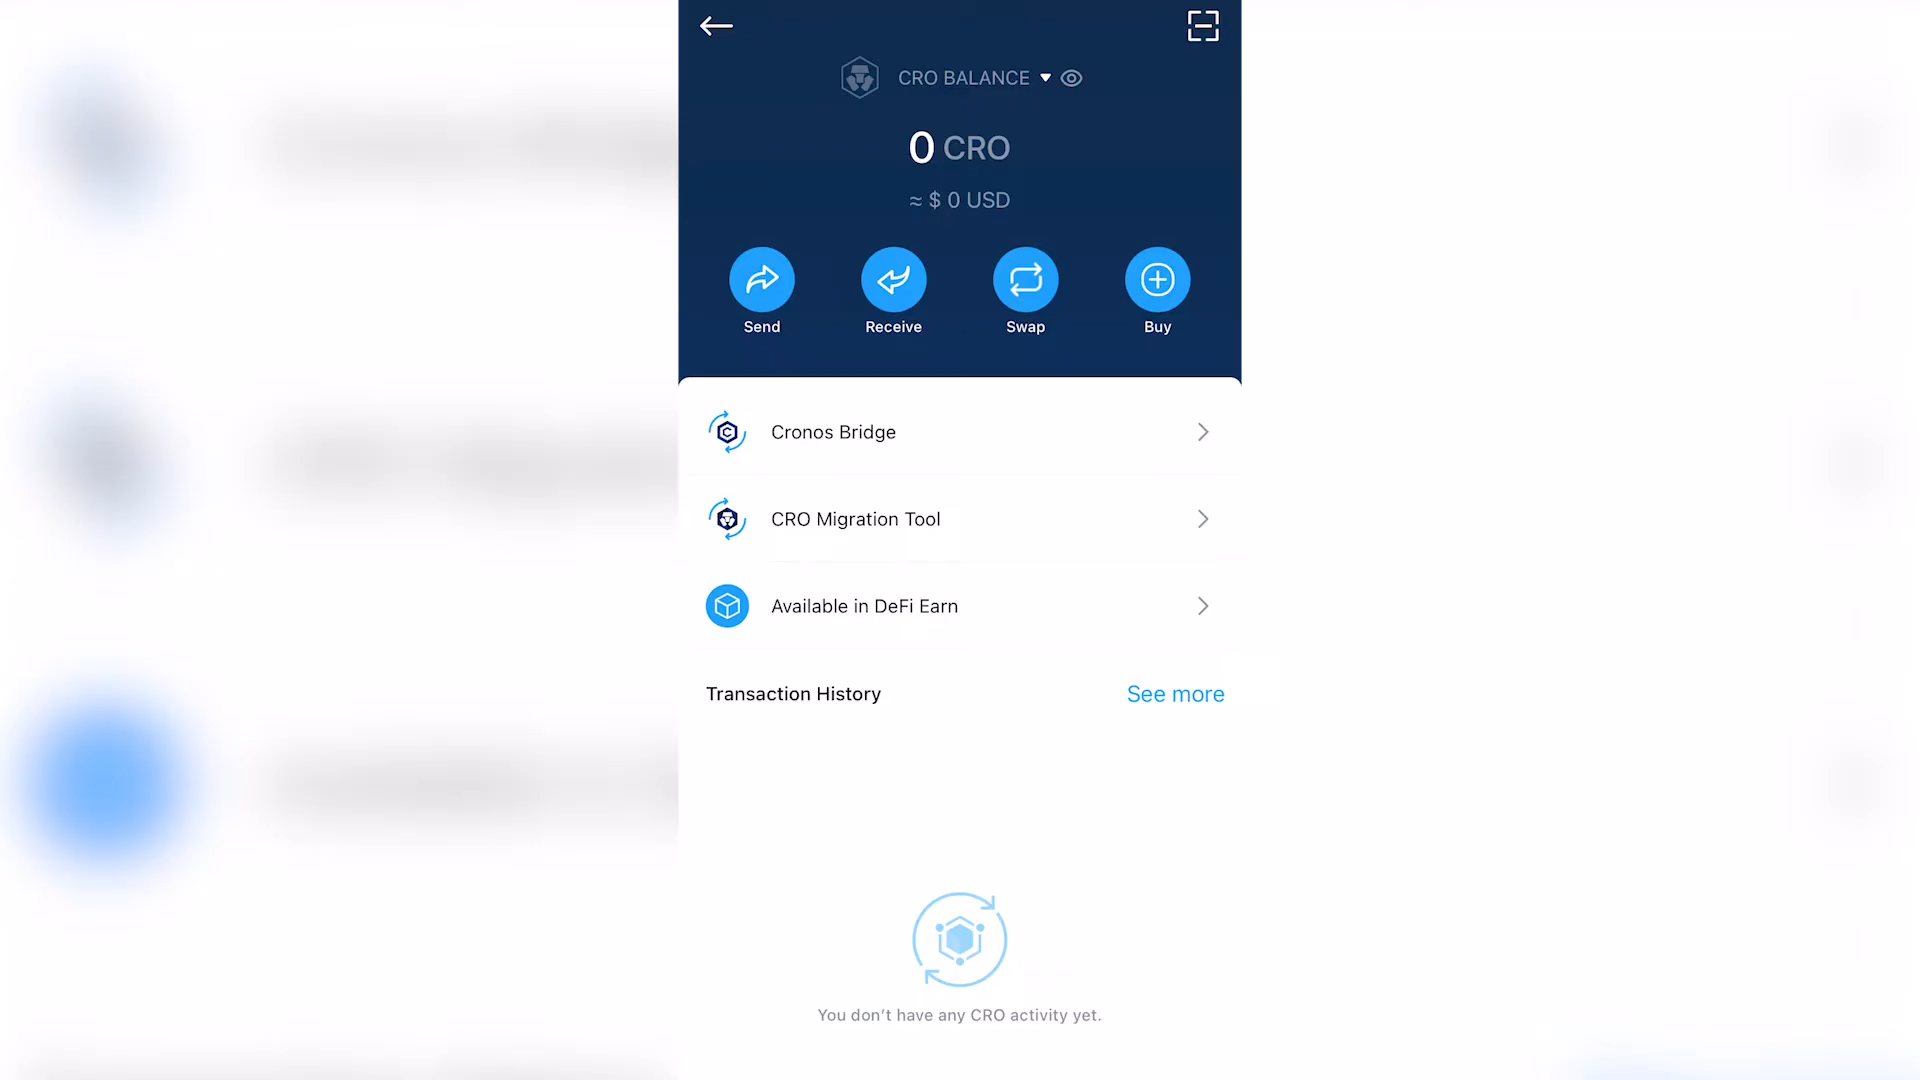 CRO BALANCE
0 CRO
≈ $ 0 USD
Send
Receive
Swap
Buy
Cronos Bridge
CRO Migration Tool
Available in DeFi Earn
Transaction History
See more
You don't have any CRO activity yet.